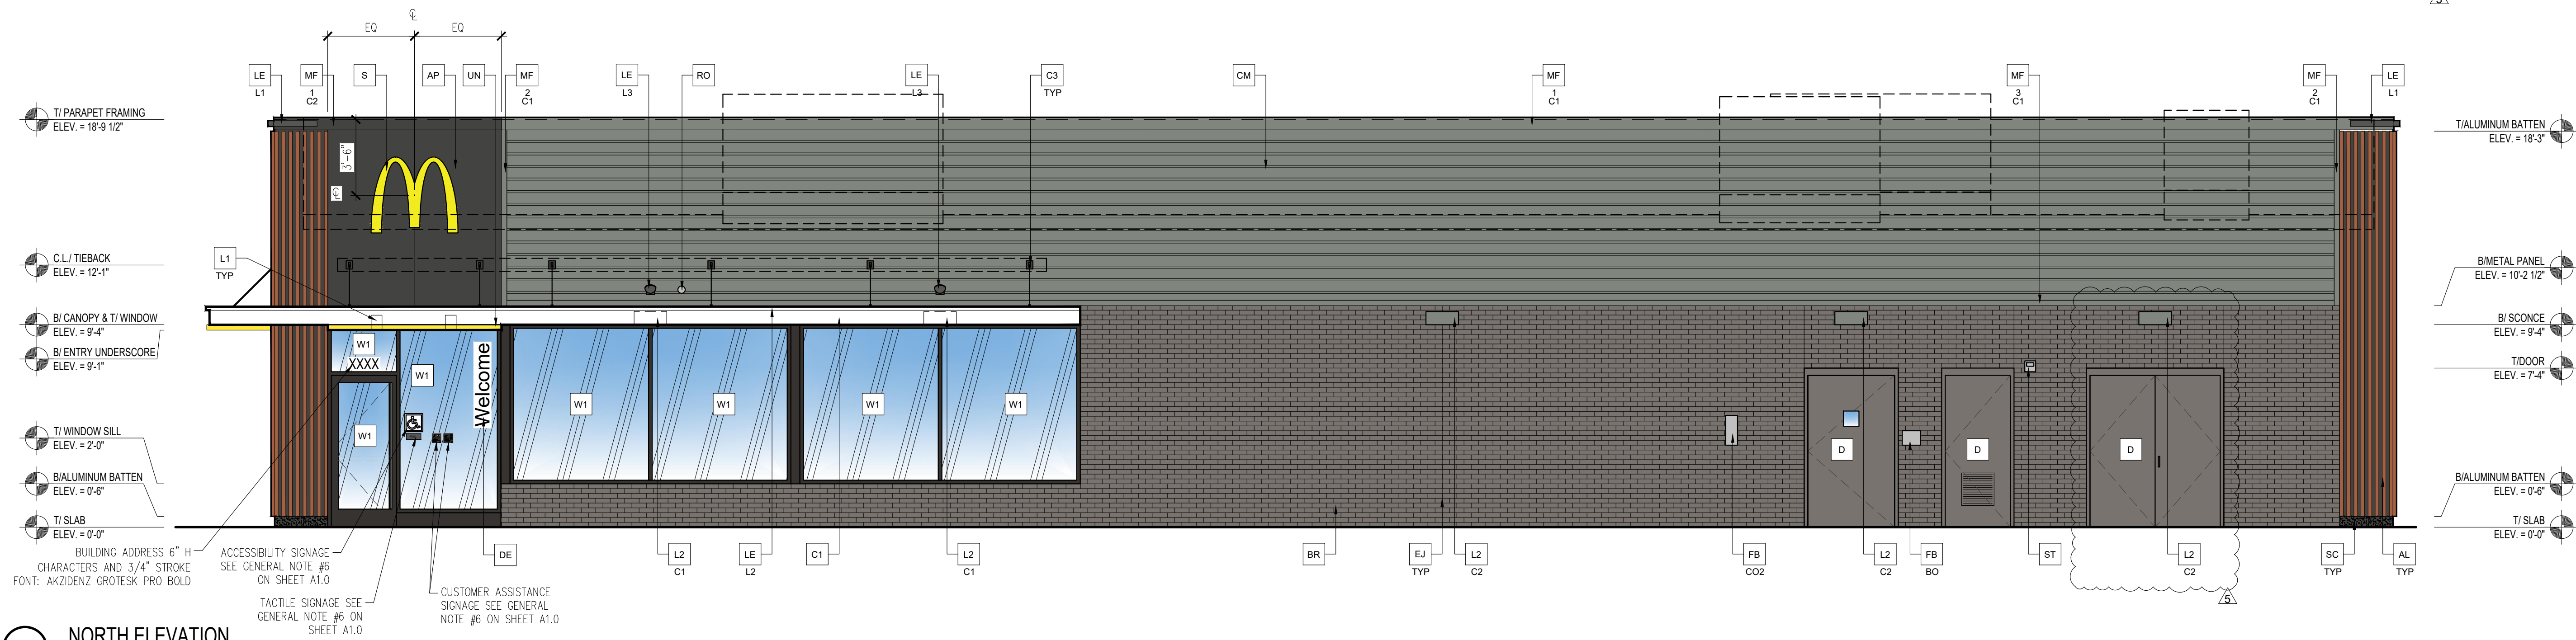 5
℄
EQ
EQ
LE
L1
MF
1
C2
S
AP
UN
MF
2
C1
LE
L3
RO
LE
L3
C3
TYP
CM
MF
1
C1
MF
3
C1
MF
2
C1
LE
L1
T/ PARAPET FRAMING
ELEV. = 18'-9 1/2"
T/ALUMINUM BATTEN
ELEV. = 18'-3"
3'-6"
℄
L1
TYP
C.L./ TIEBACK
ELEV. = 12'-1"
B/METAL PANEL
ELEV. = 10'-2 1/2"
B/ CANOPY & T/ WINDOW
ELEV. = 9'-4"
B/ SCONCE
ELEV. = 9'-4"
B/ ENTRY UNDERSCORE
ELEV. = 9'-1"
T/DOOR
ELEV. = 7'-4"
W1
XXXX
W1
Welcome
W1
W1
W1
W1
W1
D
D
D
T/ WINDOW SILL
ELEV. = 2'-0"
B/ALUMINUM BATTEN
ELEV. = 0'-6"
B/ALUMINUM BATTEN
ELEV. = 0'-6"
T/ SLAB
ELEV. = 0'-0"
T/ SLAB
ELEV. = 0'-0"
BUILDING ADDRESS 6" H
CHARACTERS AND 3/4" STROKE
FONT: AKZIDENZ GROTESK PRO BOLD
ACCESSIBILITY SIGNAGE
SEE GENERAL NOTE #6
ON SHEET A1.0
TACTILE SIGNAGE SEE
GENERAL NOTE #6 ON
SHEET A1.0
CUSTOMER ASSISTANCE
SIGNAGE SEE GENERAL
NOTE #6 ON SHEET A1.0
DE
L2
C1
LE
L2
C1
L2
C1
BR
EJ
TYP
L2
C2
FB
CO2
L2
C2
FB
BO
ST
L2
C2
SC
TYP
AL
TYP
5
NORTH ELEVATION